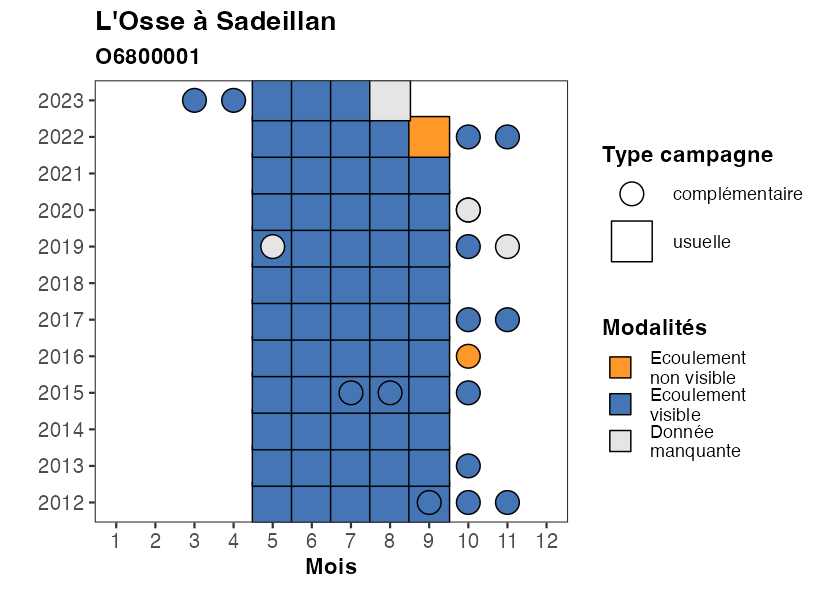 L'Osse à Sadeillan
O6800001
2023
2022
2021
2020
2019
2018
2017
2016
2015
2014
2013
2012
1 2 3 4 5 6 7 8 9 10 11 12
Mois
Type campagne
complémentaire
usuelle
Modalités
Ecoulement
non visible
Ecoulement
visible
Donnée
manquante